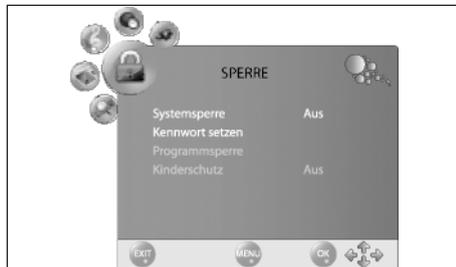 SPERRE
Systemsperre Aus
Kennwort setzen
Programmsperre
Kinderschutz Aus
EXIT MENU OK